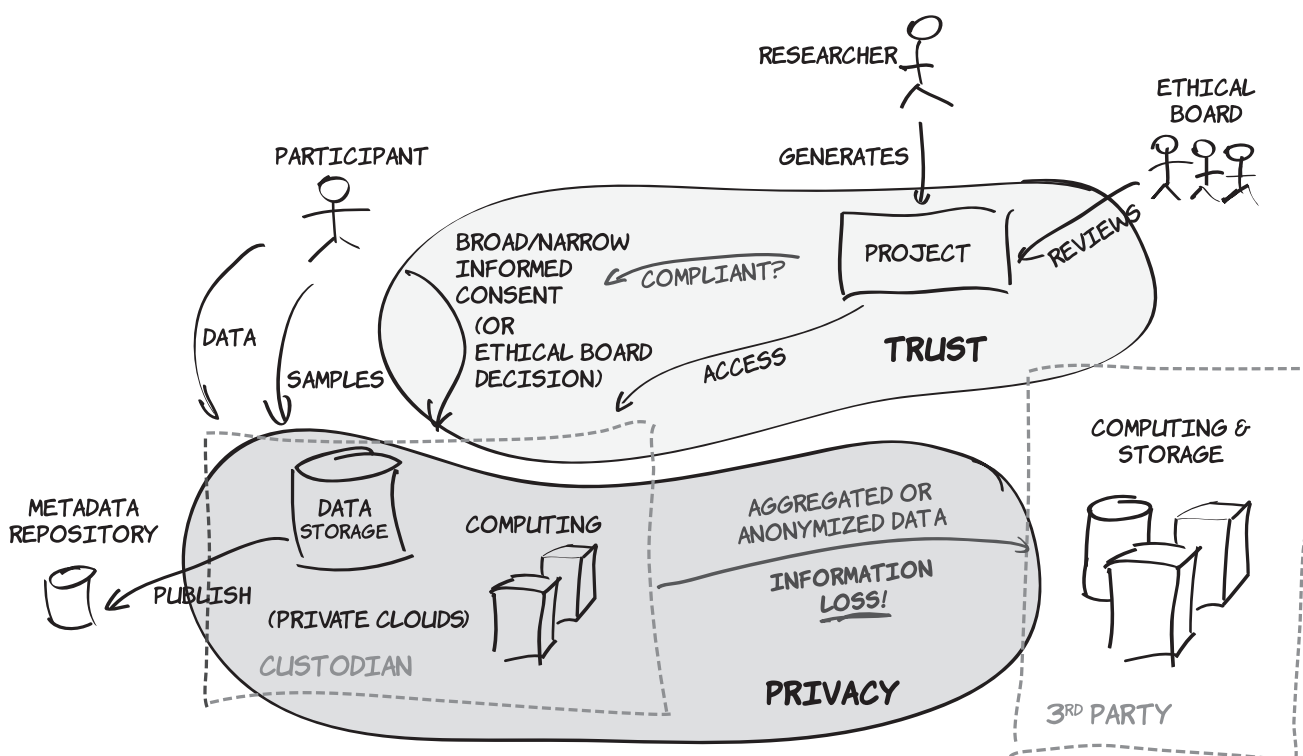 RESEARCHER
ETHICAL
BOARD
PARTICIPANT
GENERATES
REVIEWS
BROAD/NARROW
INFORMED
CONSENT
(OR
ETHICAL BOARD
DECISION)
COMPLIANT?
PROJECT
TRUST
ACCESS
DATA
SAMPLES
COMPUTING &
STORAGE
METADATA
REPOSITORY
DATA
STORAGE
COMPUTING
AGGREGATED OR
ANONYMIZED DATA
INFORMATION
LOSS!
PUBLISH
(PRIVATE CLOUDS)
CUSTODIAN
PRIVACY
3RD PARTY